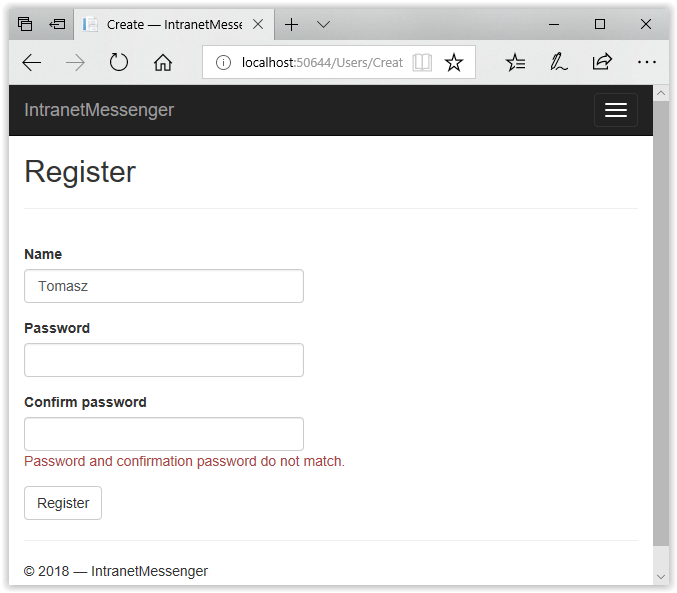 Create — IntranetMesse
localhost:50644/Users/Creat
IntranetMessenger
Register
Name
Tomasz
Password
Confirm password
Password and confirmation password do not match.
Register
© 2018 — IntranetMessenger